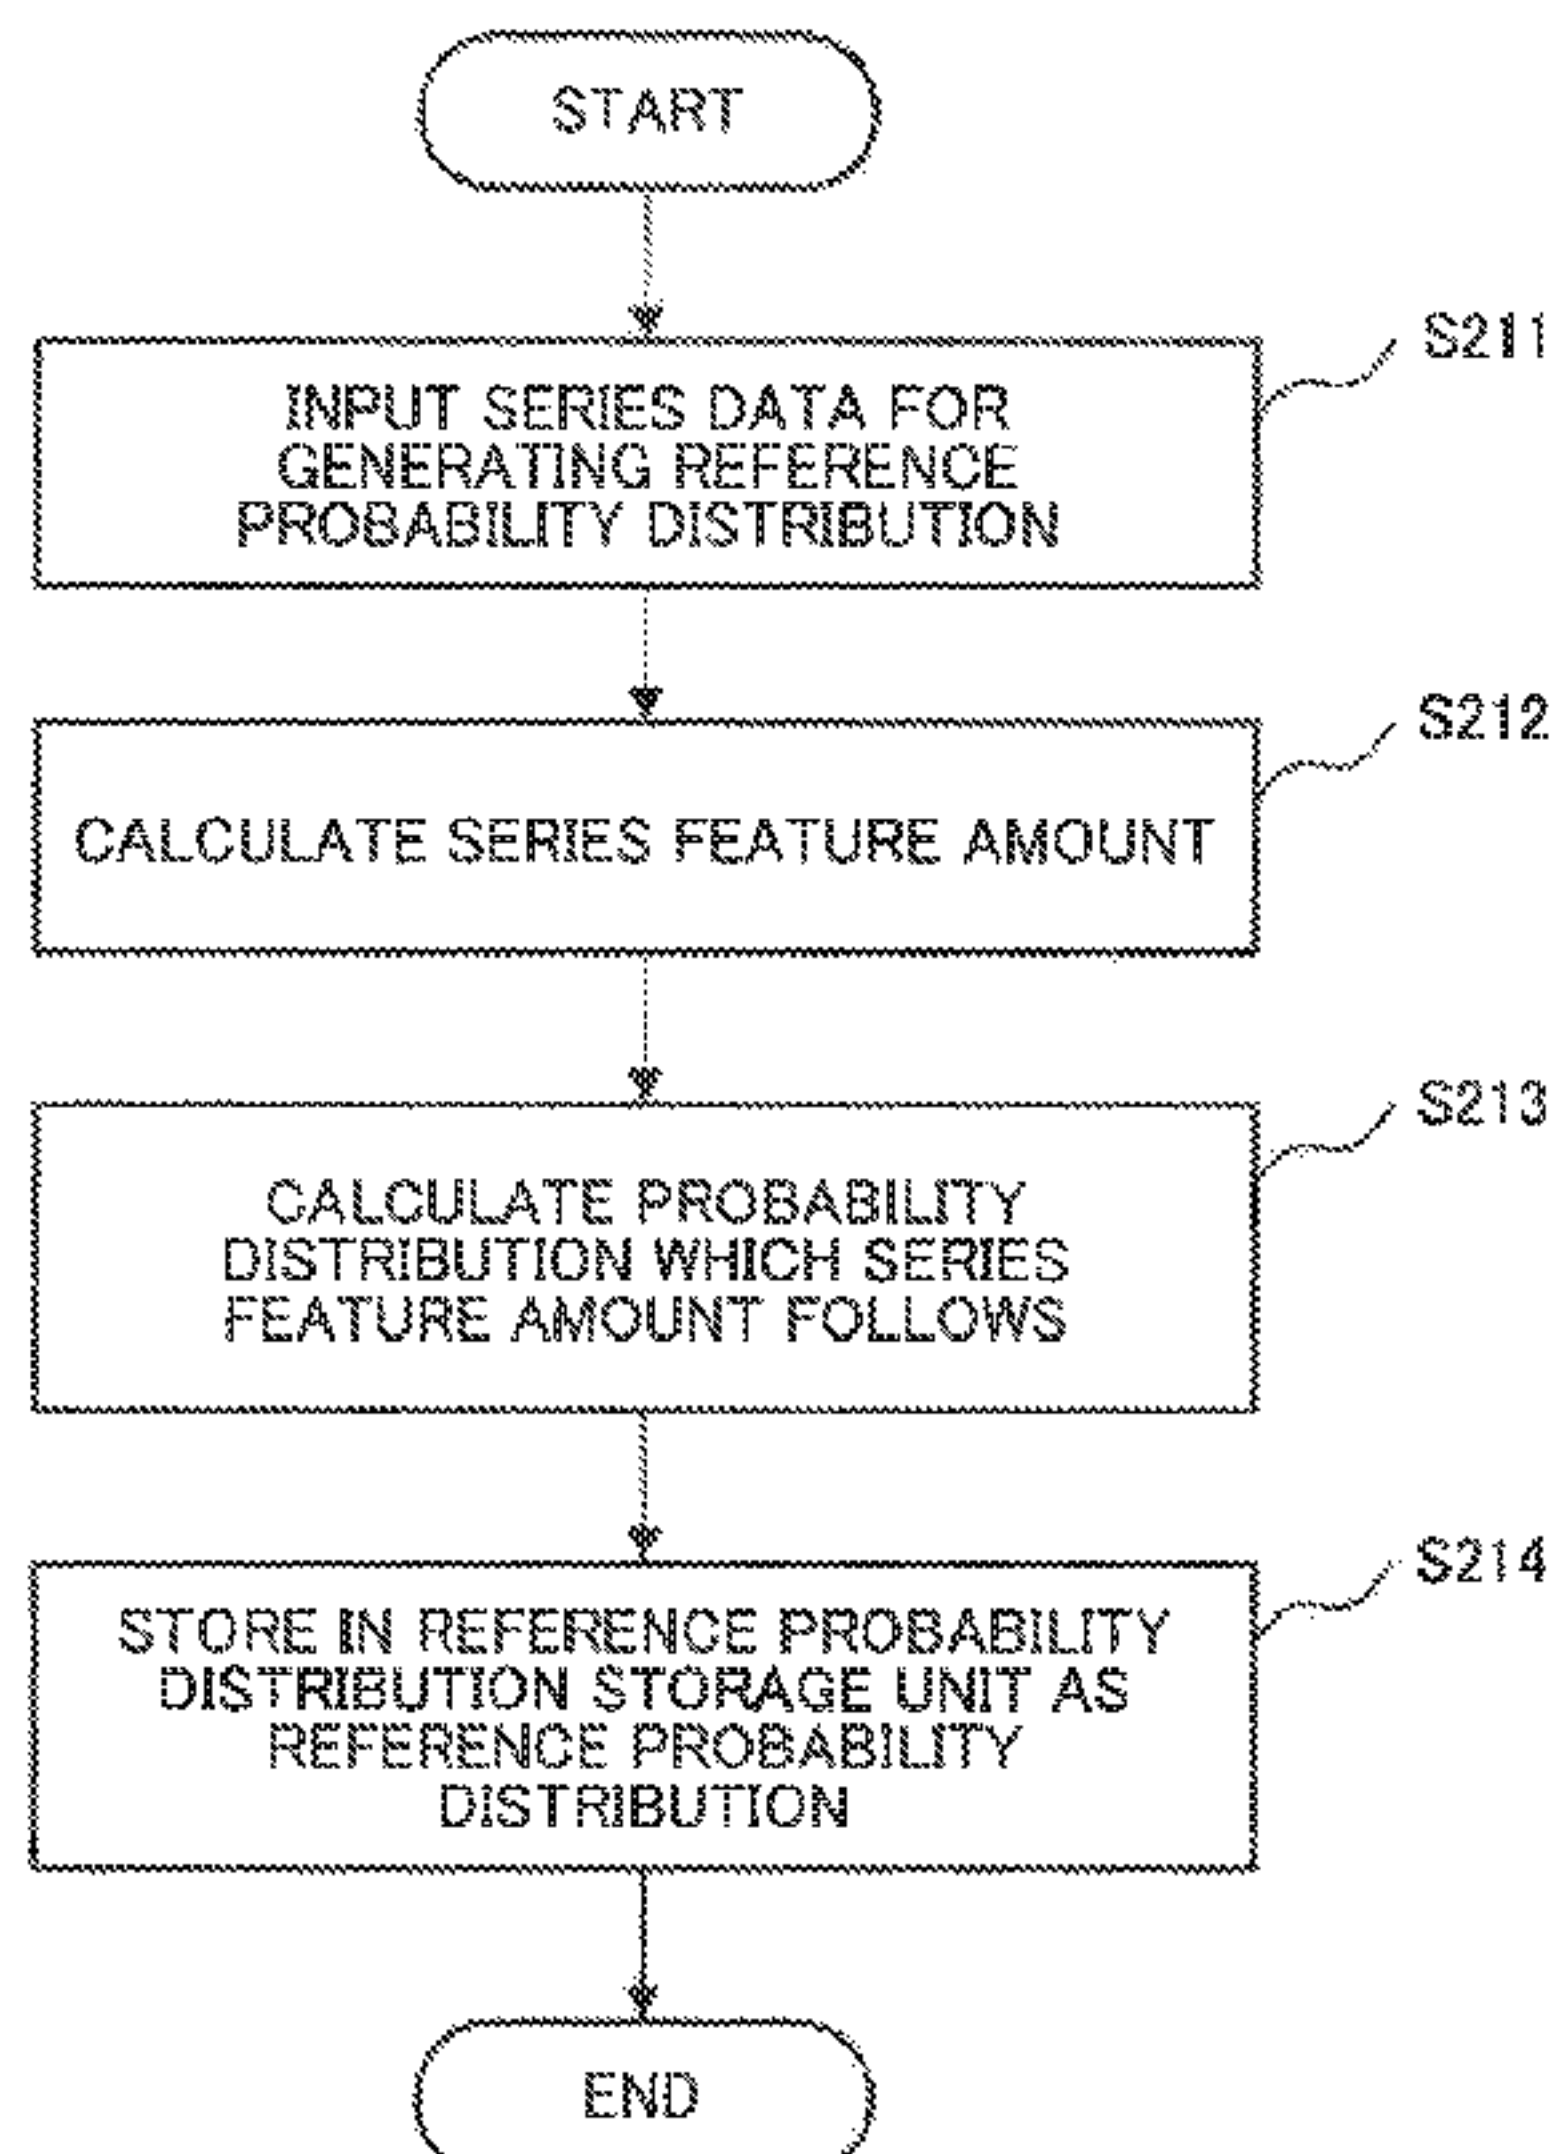 START
S211
INPUT SERIES DATA FOR
GENERATING REFERENCE
PROBABILITY DISTRIBUTION
S212
CALCULATE SERIES FEATURE AMOUNT
S213
CALCULATE PROBABILITY
DISTRIBUTION WHICH SERIES
FEATURE AMOUNT FOLLOWS
S214
STORE IN REFERENCE PROBABILITY
DISTRIBUTION STORAGE UNIT AS
REFERENCE PROBABILITY
DISTRIBUTION
END